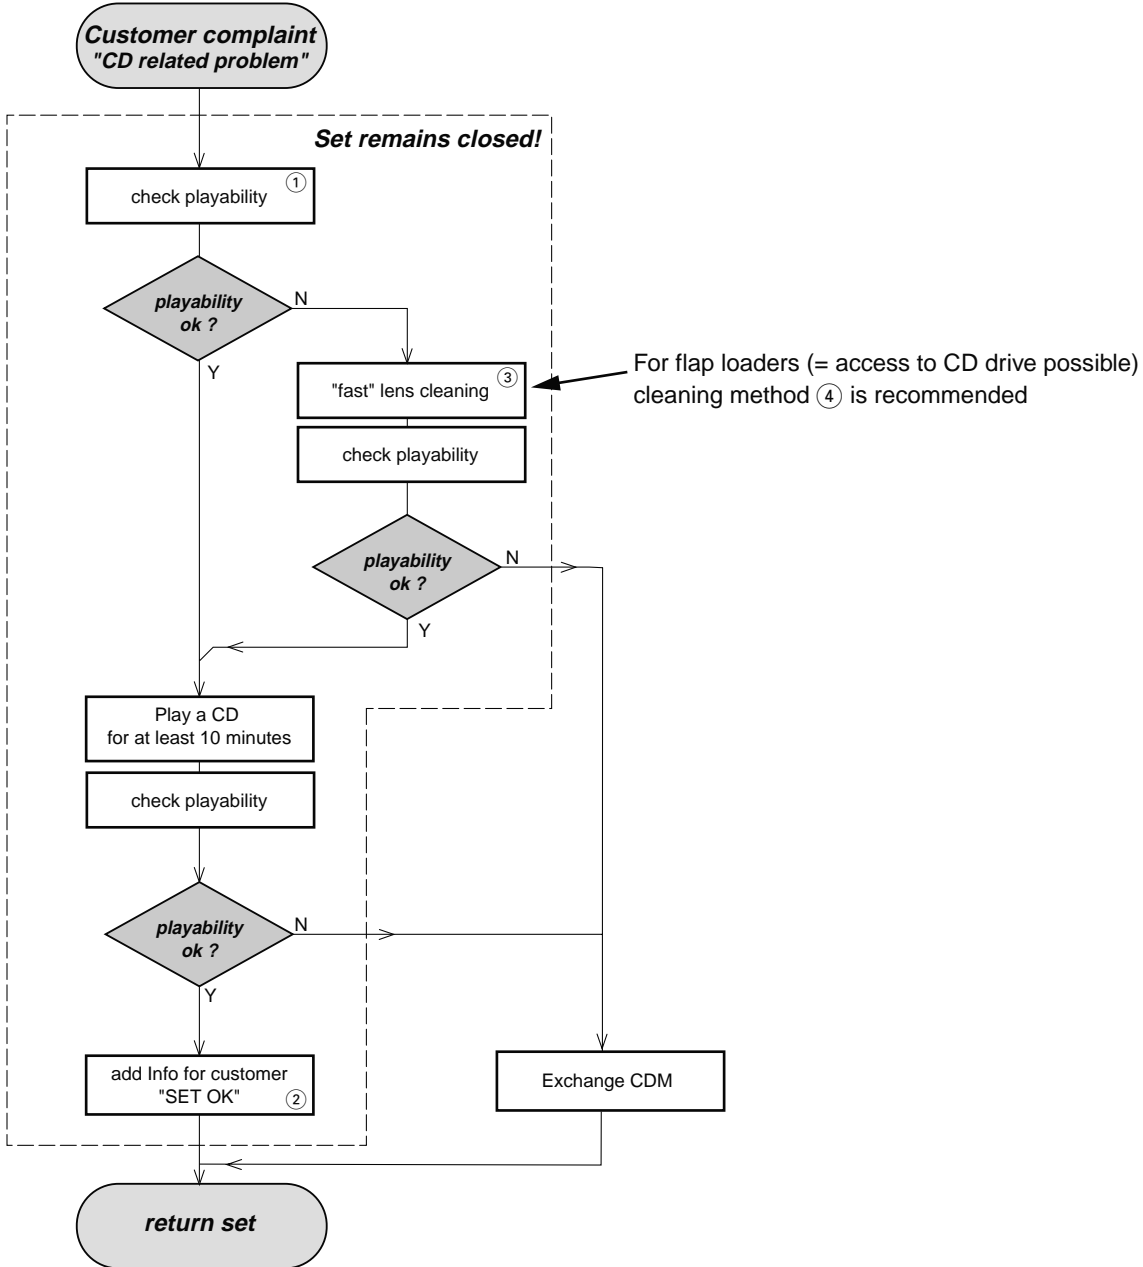 Customer complaint
"CD related problem"
Set remains closed!
check playability ①
playability
ok ?
N
Y
"fast" lens cleaning ③
For flap loaders (= access to CD drive possible)
cleaning method ④ is recommended
check playability
playability
ok ?
N
Y
Play a CD
for at least 10 minutes
check playability
playability
ok ?
N
Y
add Info for customer
"SET OK" ②
Exchange CDM
return set